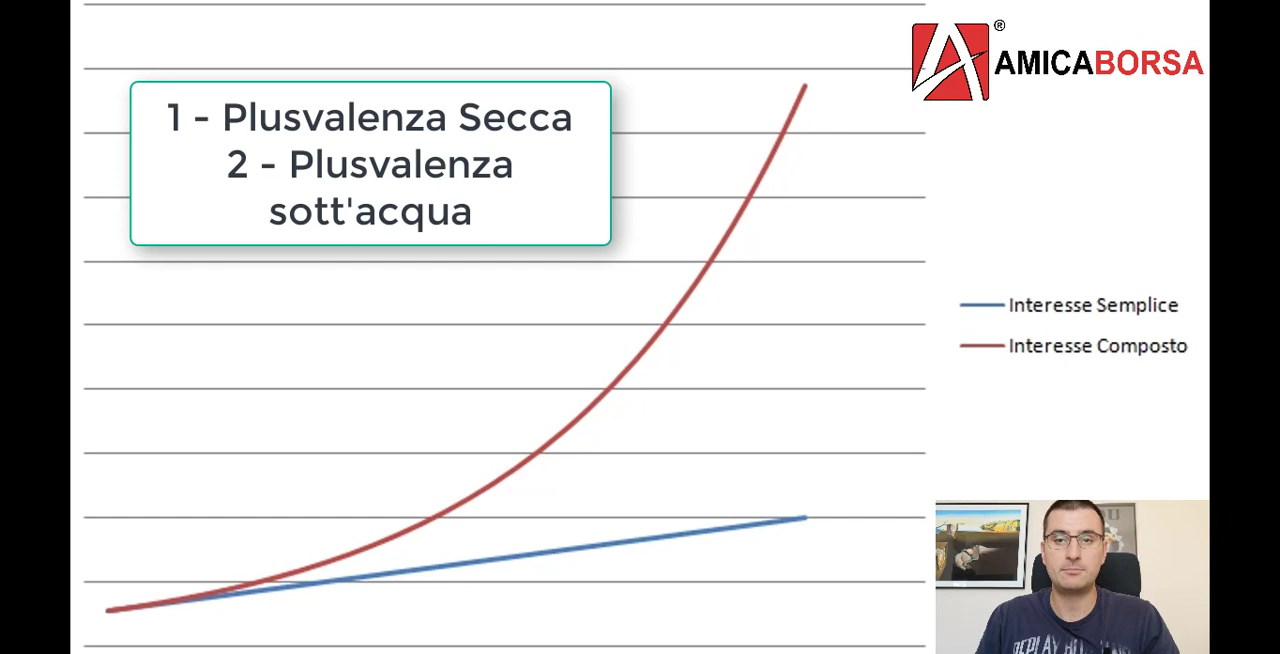 ®
AMICABORSA
1 - Plusvalenza Secca
2 - Plusvalenza
sott'acqua
Interesse Semplice
Interesse Composto